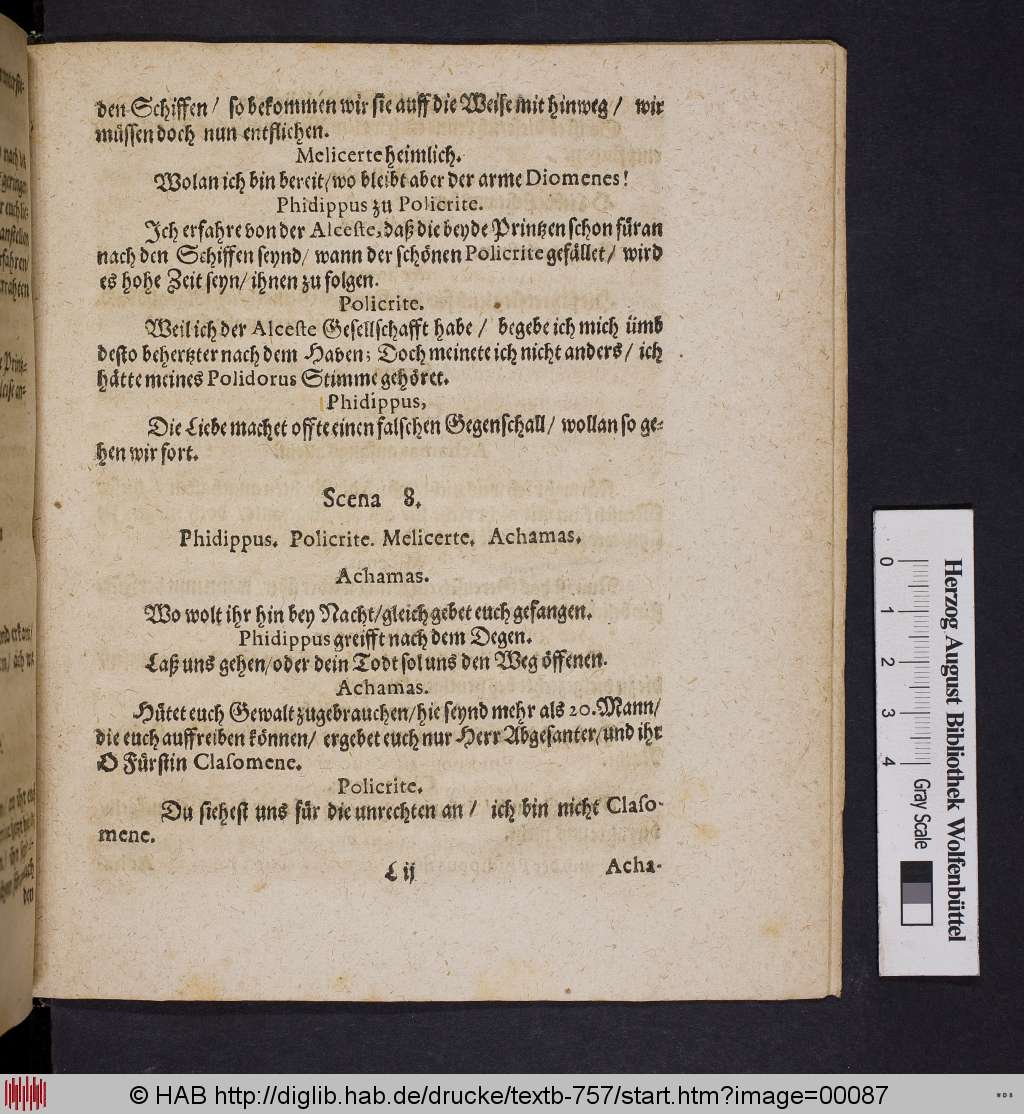 den Schiffen / so bekommen wir sie auff die Weise mit hinweg / wir
müssen doch nun entfliehen.
Melicerte heimlich.
Wolan ich bin bereit/wo bleibt aber der arme Diomenes!
Phidippus zu Policrite.
Ich erfahre von der Alceste, daß die beyde Printzen schon füran
nach den Schiffen seynd/ wann der schönen Policrite gefället/ wird
es hohe Zeit seyn/ ihnen zu folgen.
Policrite.
Weil ich der Alceste Gesellschafft habe / begebe ich mich ümb
desto behertzter nach dem Haven; Doch meinete ich nicht anders/ ich
hätte meines Polidorus Stimme gehöret.
Phidippus,
Die Liebe machet offte einen falschen Gegenschall/ wollan so ge-
hen wir fort.
Scena 8.
Phidippus. Policrite. Melicerte. Achamas.
Achamas.
Wo wolt ihr hin bey Nacht/gleich gebet euch gefangen.
Phidippus greifft nach dem Degen.
Laß uns gehen/oder dein Todt sol uns den Weg öffenen.
Achamas.
Hütet euch Gewalt zugebrauchen/hie seynd mehr als 20. Mann/
die euch auffreiben können/ ergebet euch nur Herr Abgesanter/und ihr
O Fürstin Clasomene.
Policrite.
Du siehest uns für die unrechten an / ich bin nicht Claso-
mene.
L ij
Acha-
0 1 2 3 4
Gray Scale
Herzog August Bibliothek Wolfenbüttel
© HAB http://diglib.hab.de/drucke/textb-757/start.htm?image=00087